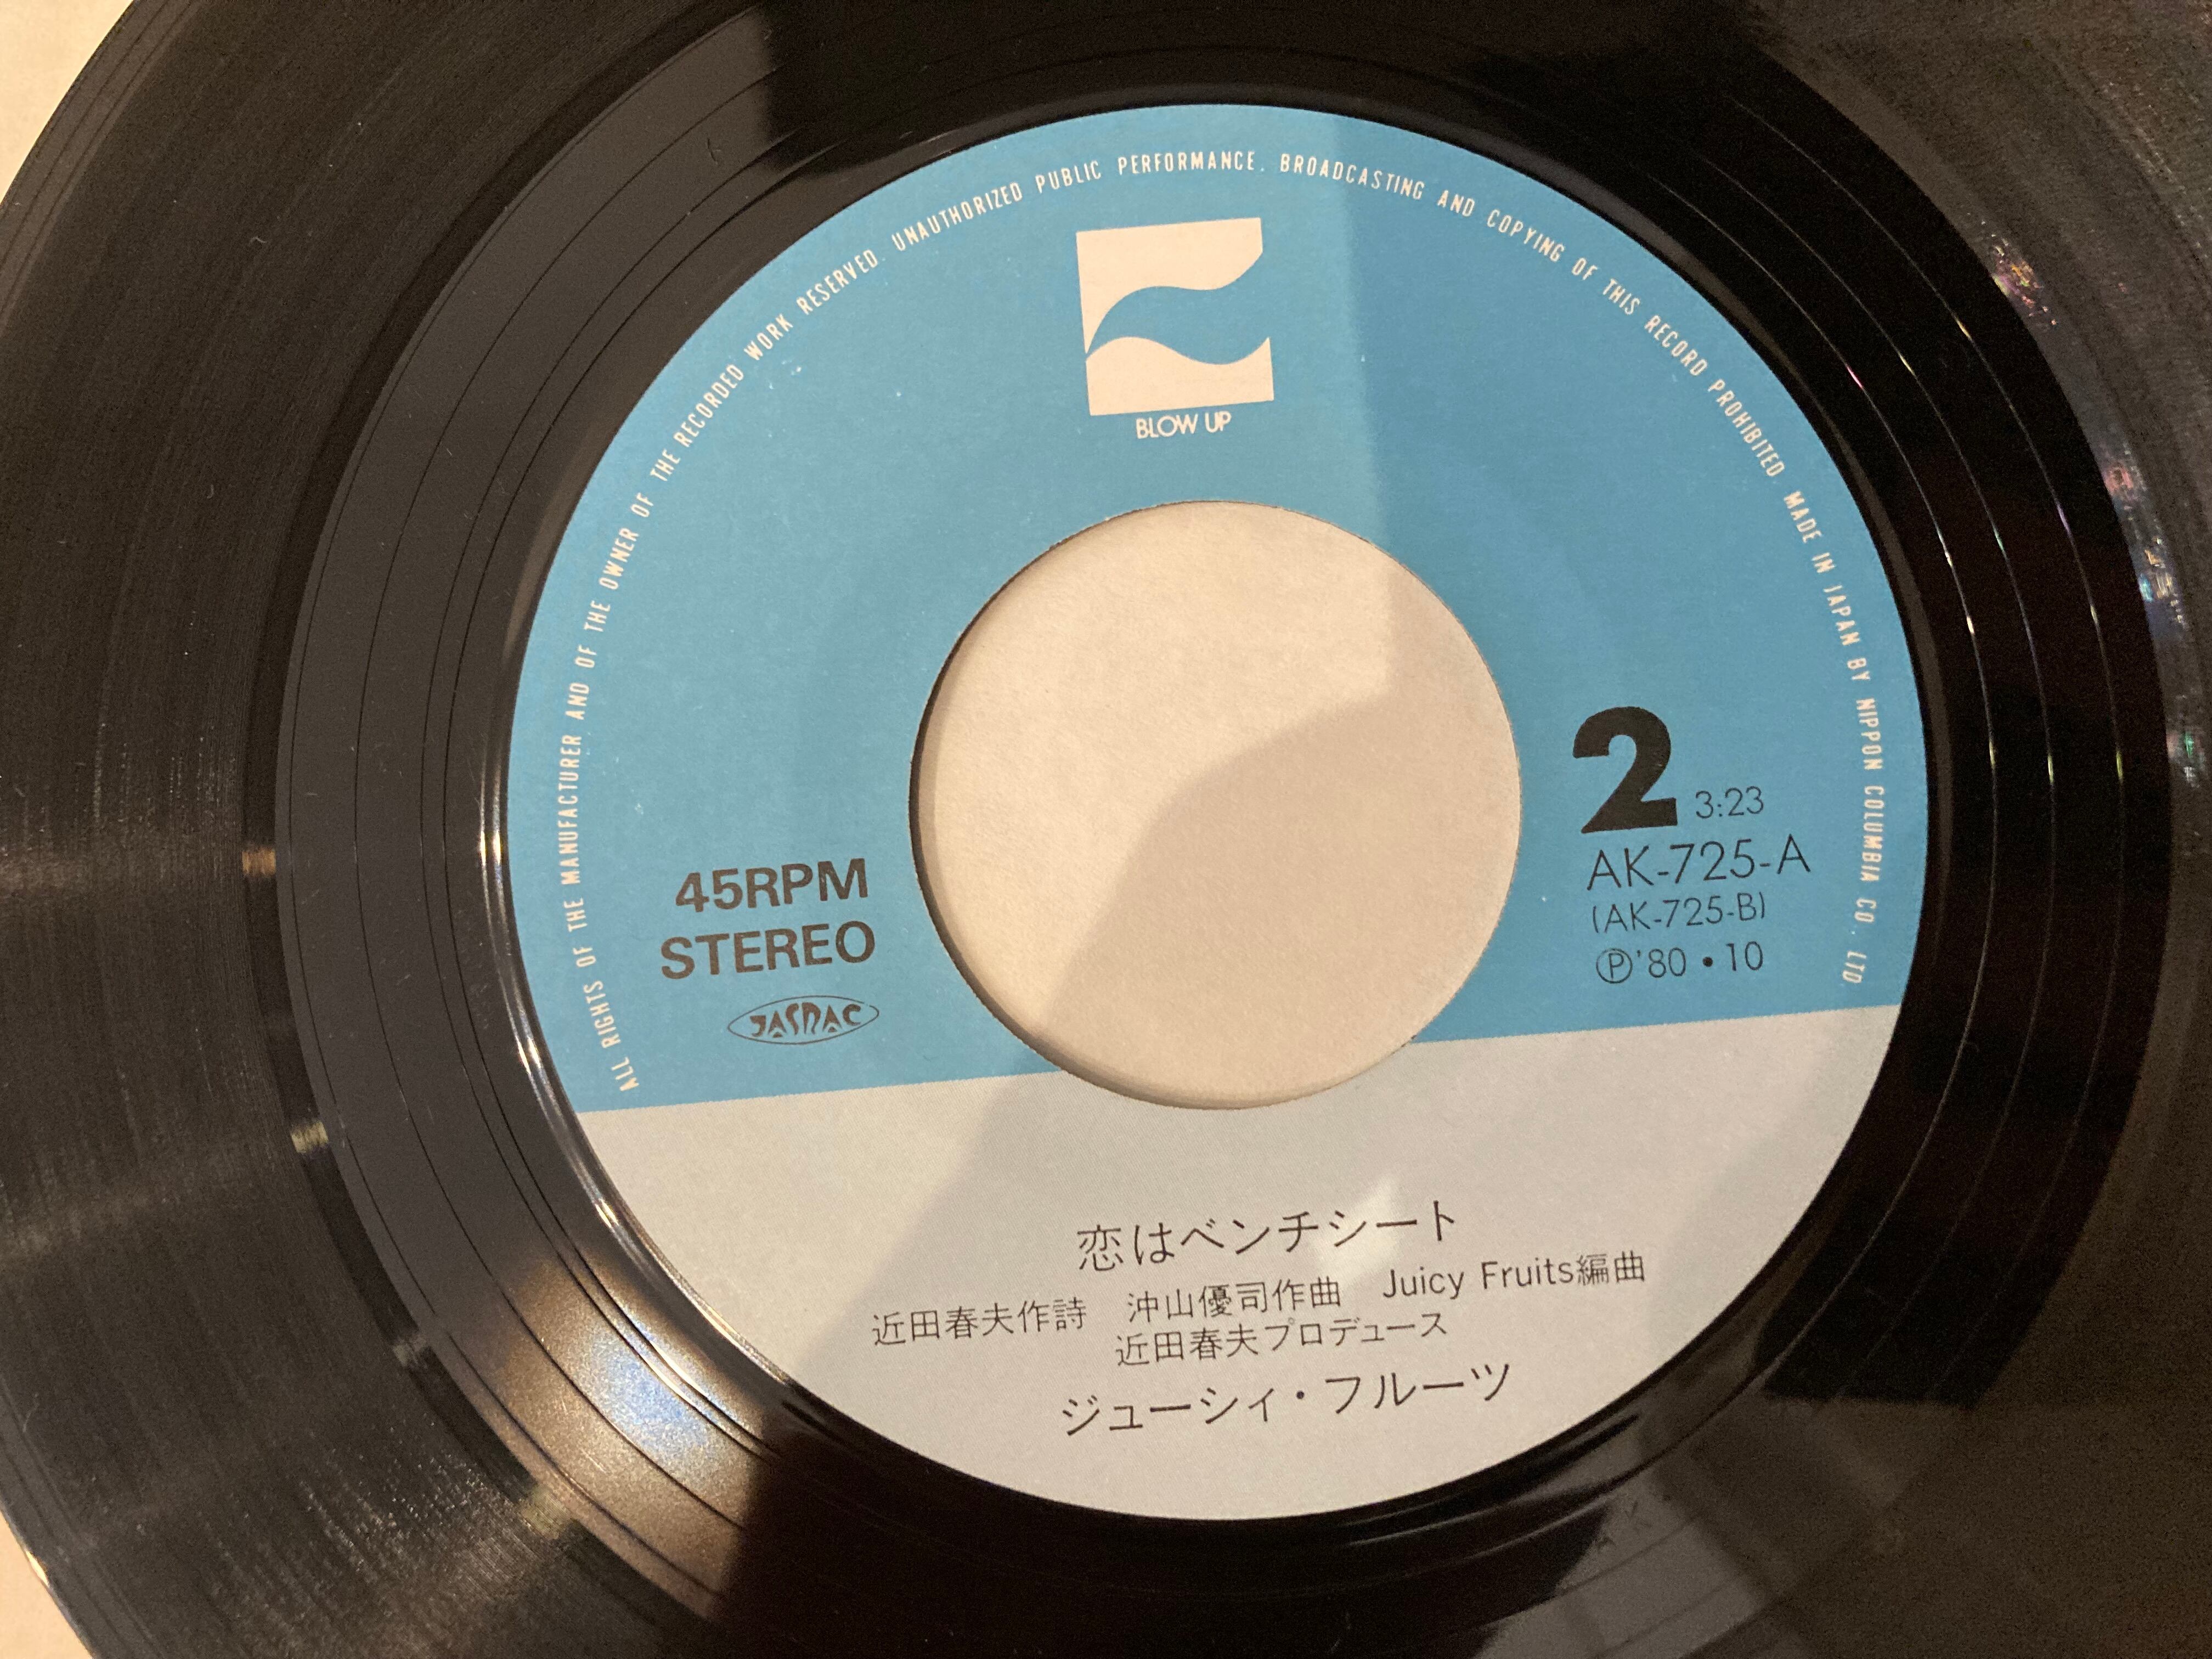 ALL RIGHTS OF THE MANUFACTURER AND OF THE OWNER OF THE RECORDED WORK RESERVED. UNAUTHORIZED PUBLIC PERFORMANCE. BROADCASTING AND COPYING OF THIS RECORD PROHIBITED. MADE IN JAPAN BY NIPPON COLUMBIA CO., LTD.
BLOW UP
2 3:23
45RPM
AK-725-A
STEREO
(AK-725-B)
JASRAC
Ⓟ'80・10
恋はベンチシート
近田春夫作詩 沖山優司作曲 Juicy Fruits編曲
近田春夫プロデュース
ジューシィ・フルーツ